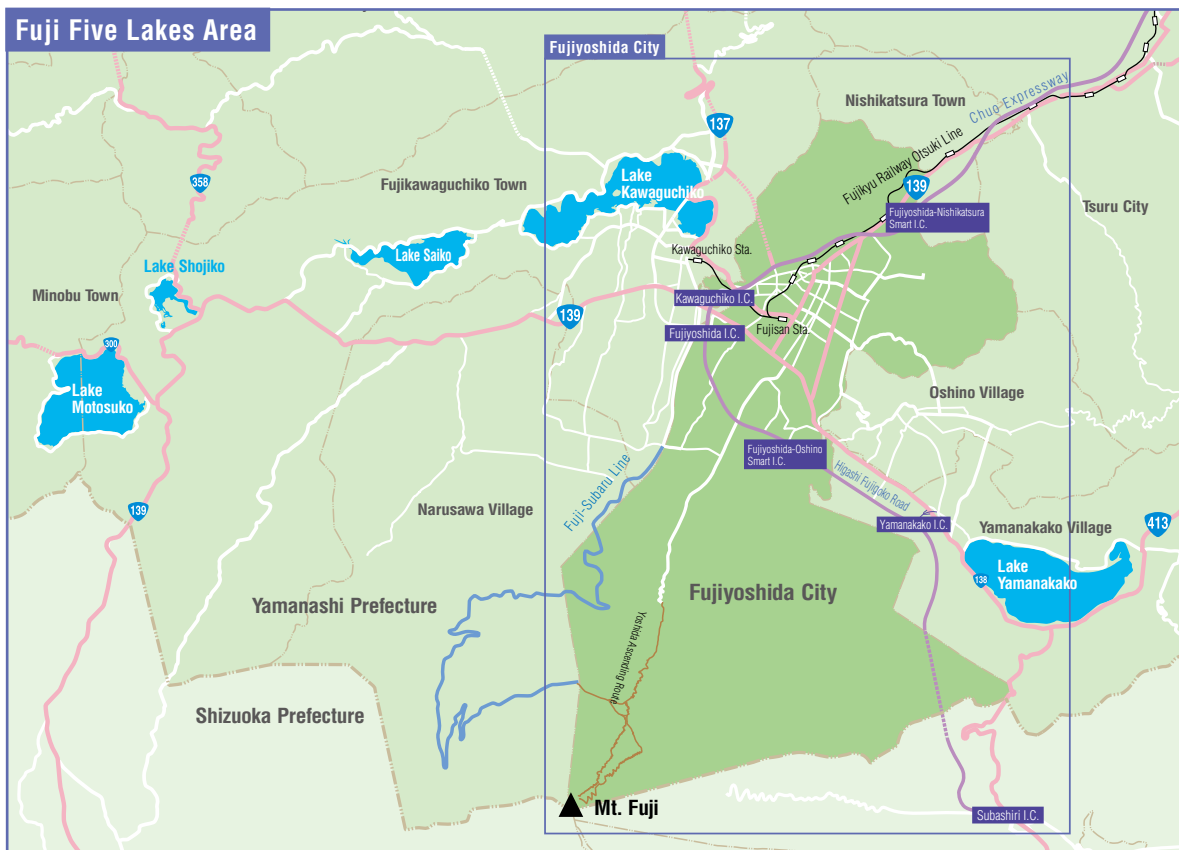 Fuji Five Lakes Area
Fujiyoshida City
Nishikatsura Town
Chuo Expressway
137
358
Fujikawaguchiko Town
Lake
Kawaguchiko
Fujikyu Railway Otsuki Line
139
Fujiyoshida-Nishikatsura
Smart I.C.
Tsuru City
Lake Saiko
Kawaguchiko Sta.
Lake Shojiko
Minobu Town
Kawaguchiko I.C.
139
Fujisan Sta.
Fujiyoshida I.C.
300
Lake
Motosuko
Oshino Village
Fujiyoshida-Oshino
Smart I.C.
Fuji-Subaru Line
Higashi Fujigoko Road
139
Narusawa Village
Yamanakako I.C.
Yamanakako Village
413
Lake
Yamanakako
138
Yamanashi Prefecture
Fujiyoshida City
Yoshida Ascending Route
Shizuoka Prefecture
Mt. Fuji
Subashiri I.C.